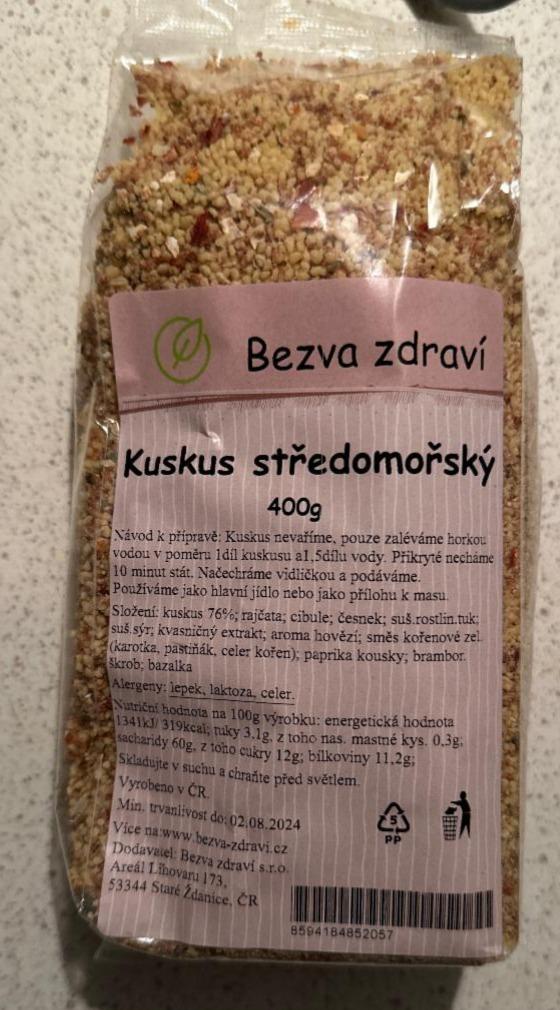 Bezva zdraví
Kuskus středomořský
400g
Návod k přípravě: Kuskus nevaříme, pouze zaléváme horkou
vodou v poměru 1díl kuskusu a1,5dílu vody. Přikryté necháme
10 minut stát. Načechráme vidličkou a podáváme.
Používáme jako hlavní jídlo nebo jako přílohu k masu.
Složení: kuskus 76%; rajčata; cibule; česnek; suš.rostlin.tuk;
suš.sýr; kvasničný extrakt; aroma hovězí; směs kořenové zel.
(karotka, pastiňák, celer kořen); paprika kousky; brambor.
škrob; bazalka
Alergeny: lepek, laktoza, celer.
Nutriční hodnota na 100g výrobku: energetická hodnota
1341kJ/ 319kcal; tuky 3,1g, z toho nas. mastné kys. 0,3g;
sacharidy 60g, z toho cukry 12g; bílkoviny 11,2g;
Skladujte v suchu a chraňte před světlem.
Vyrobeno v ČR.
Min. trvanlivost do: 02.08.2024
Více na:www.bezva-zdravi.cz
Dodavatel: Bezva zdraví s.r.o.
Areál Lihovaru 173,
53344 Staré Ždánice, ČR
5
PP
8594184852057